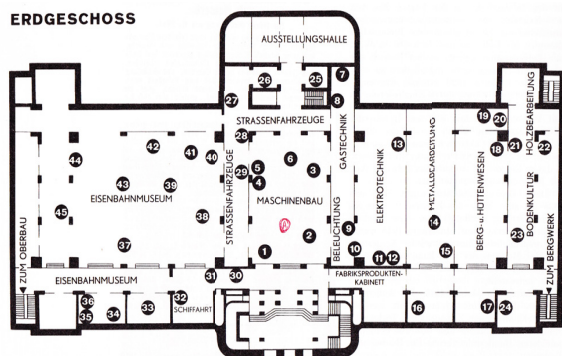 ERDGESCHOSS
AUSSTELLUNGSHALLE
26
25
7
27
8
STRASSENFAHRZEUGE
19
20
HOLZBEARBEITUNG
28
42
41
40
6
13
18
21
22
44
5
3
29
4
43
39
EISENBAHNMUSEUM
STRASSENFAHRZEUGE
MASCHINENBAU
GASTECHNIK
BELEUCHTUNG
ELEKTROTECHNIK
METALLBEARBEITUNG
BERG- u. HÜTTENWESEN
BODENKULTUR
45
38
14
9
2
23
37
1
10
11
12
15
ZU OBERBAU
EISENBAHNMUSEUM
31
30
FABRIKSPRODUKTEN-
KABINETT
ZUM BERGWERK
36
35
34
33
32
SCHIFFAHRT
16
17
24